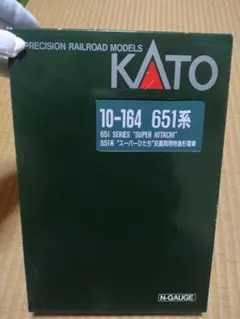 PRECISION RAILROAD MODELS
KATO
10-164 651系
651 SERIES "SUPER HITACHI"
651系 "スーパーひたち" 交直両用特急形電車
N-GAUGE